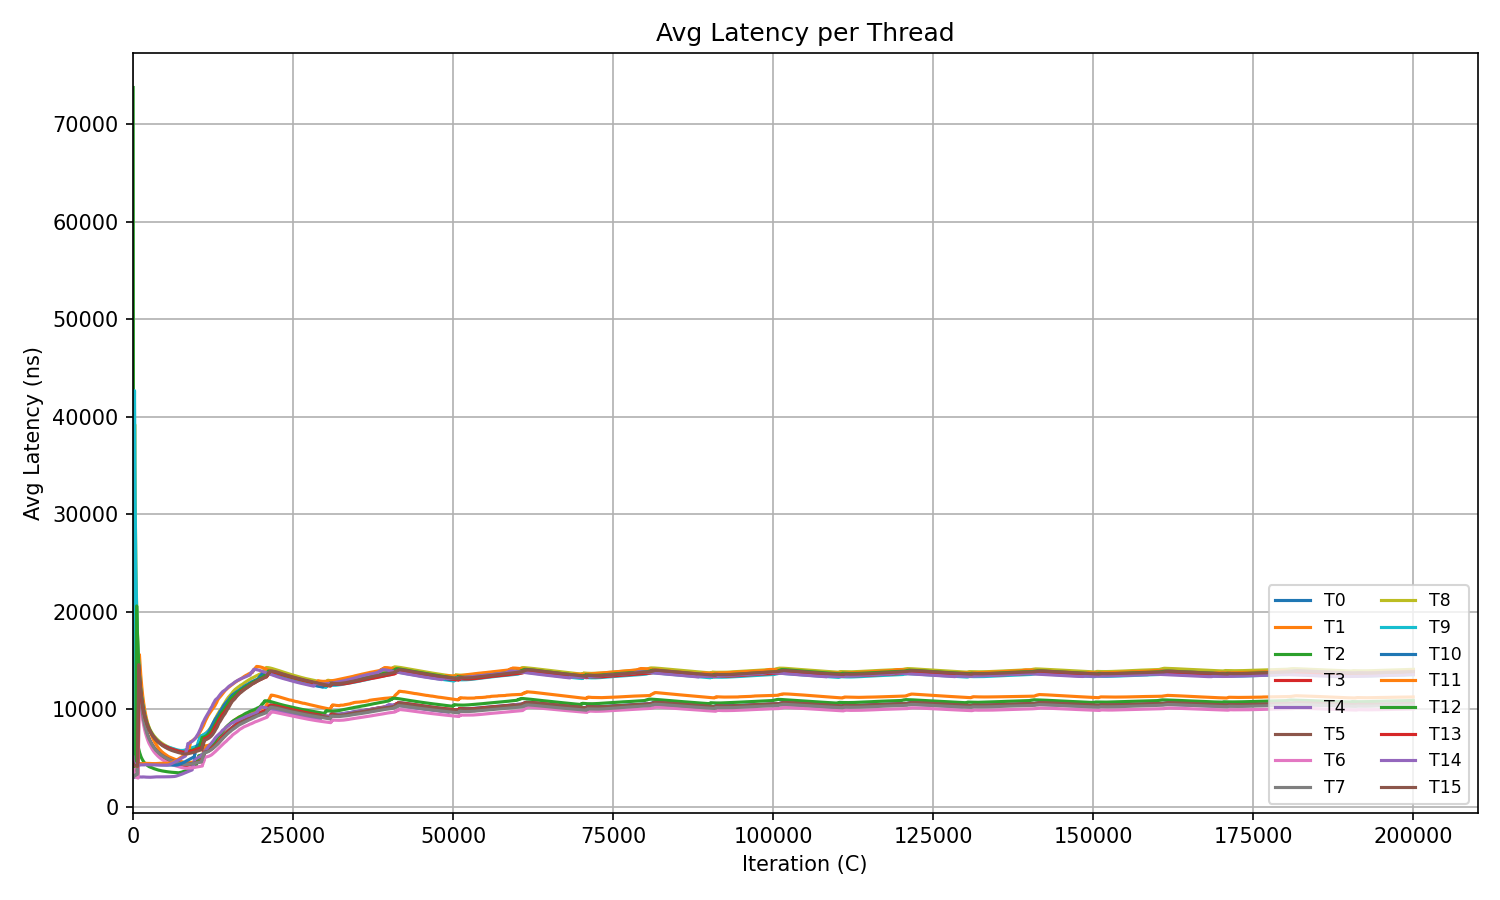 Avg Latency per Thread
Avg Latency (ns)
70000
60000
50000
40000
30000
20000
10000
0
0 25000 50000 75000 100000 125000 150000 175000 200000
Iteration (C)
T0 T8
T1 T9
T2 T10
T3 T11
T4 T12
T5 T13
T6 T14
T7 T15